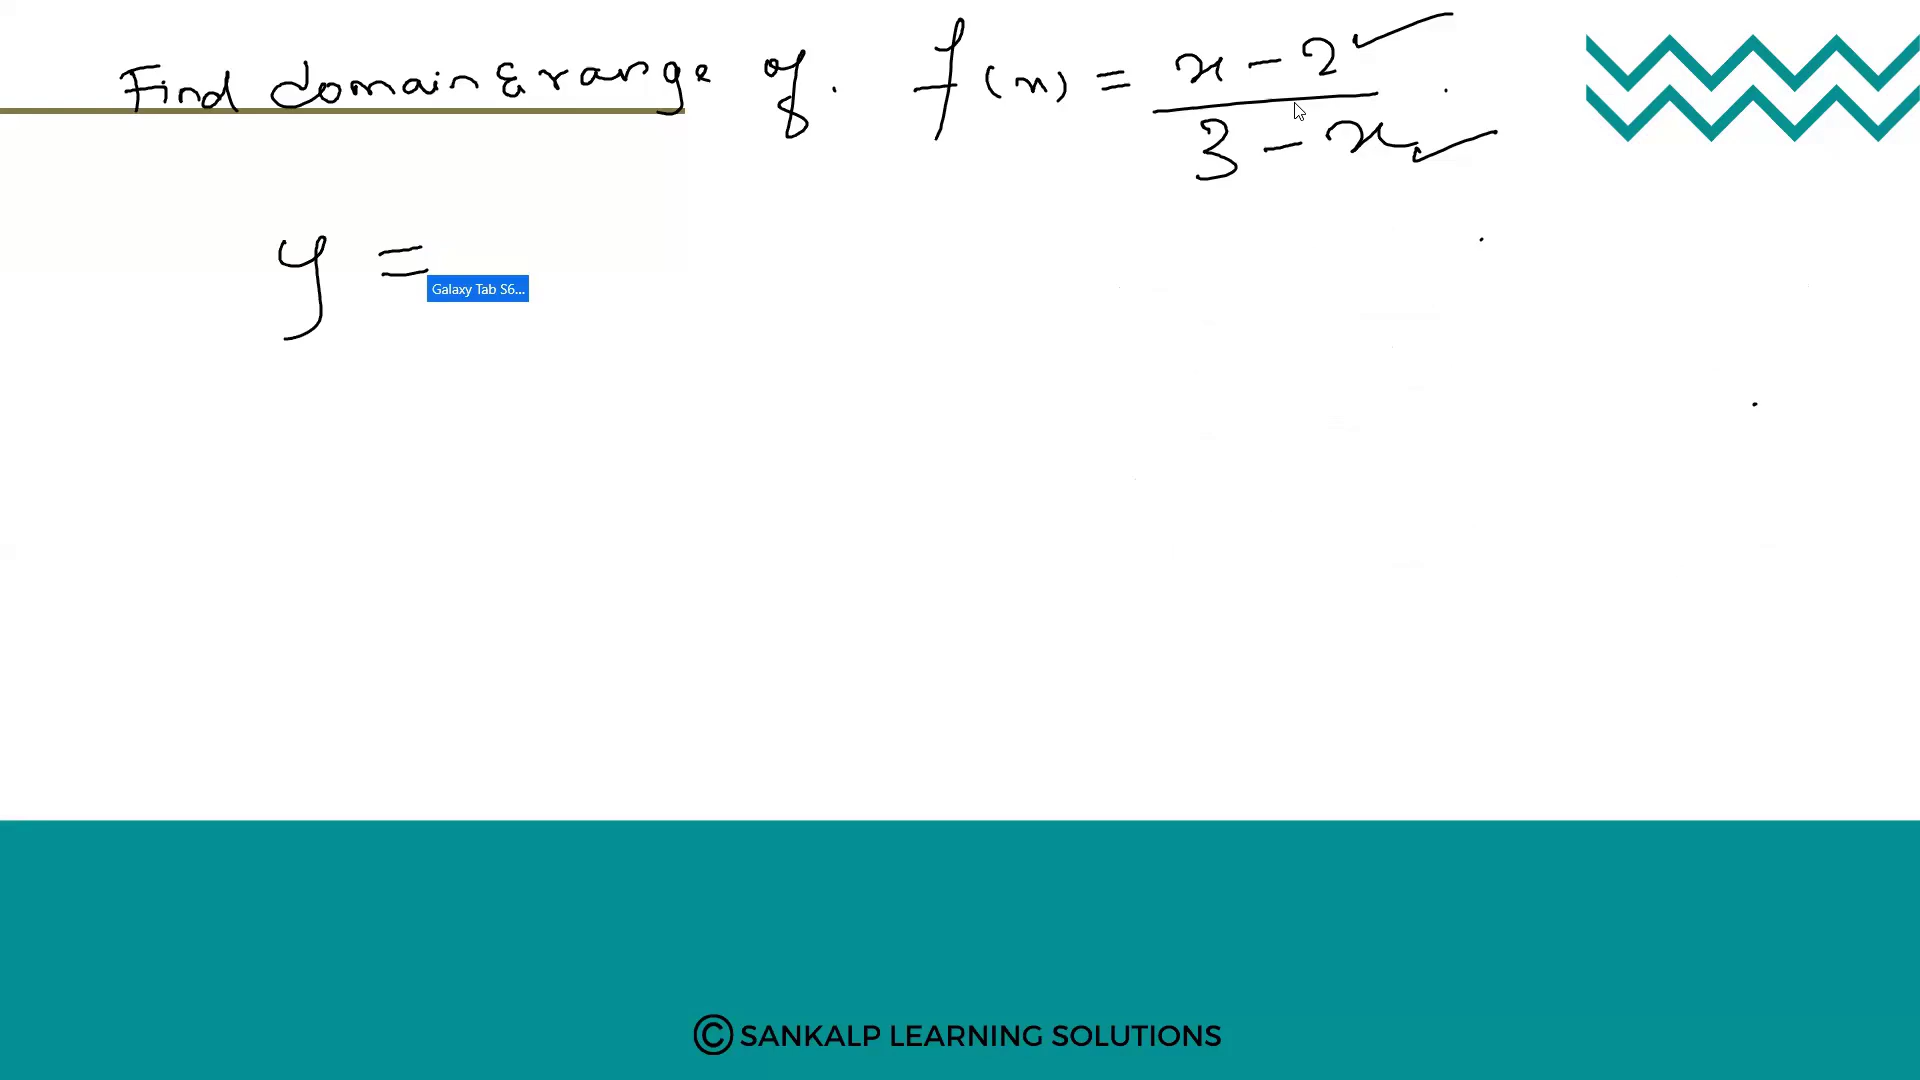 Find domain & range of. f(x) = x - 2 / 3 - x .
y =
Galaxy Tab S6...
© SANKALP LEARNING SOLUTIONS